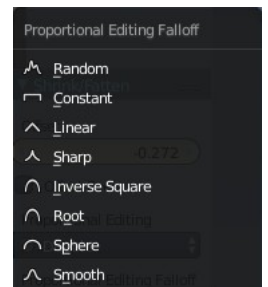 Proportional Editing Falloff
Random
Constant
Linear
Sharp
-0.272
Inverse Square
Root
Sphere
Smooth